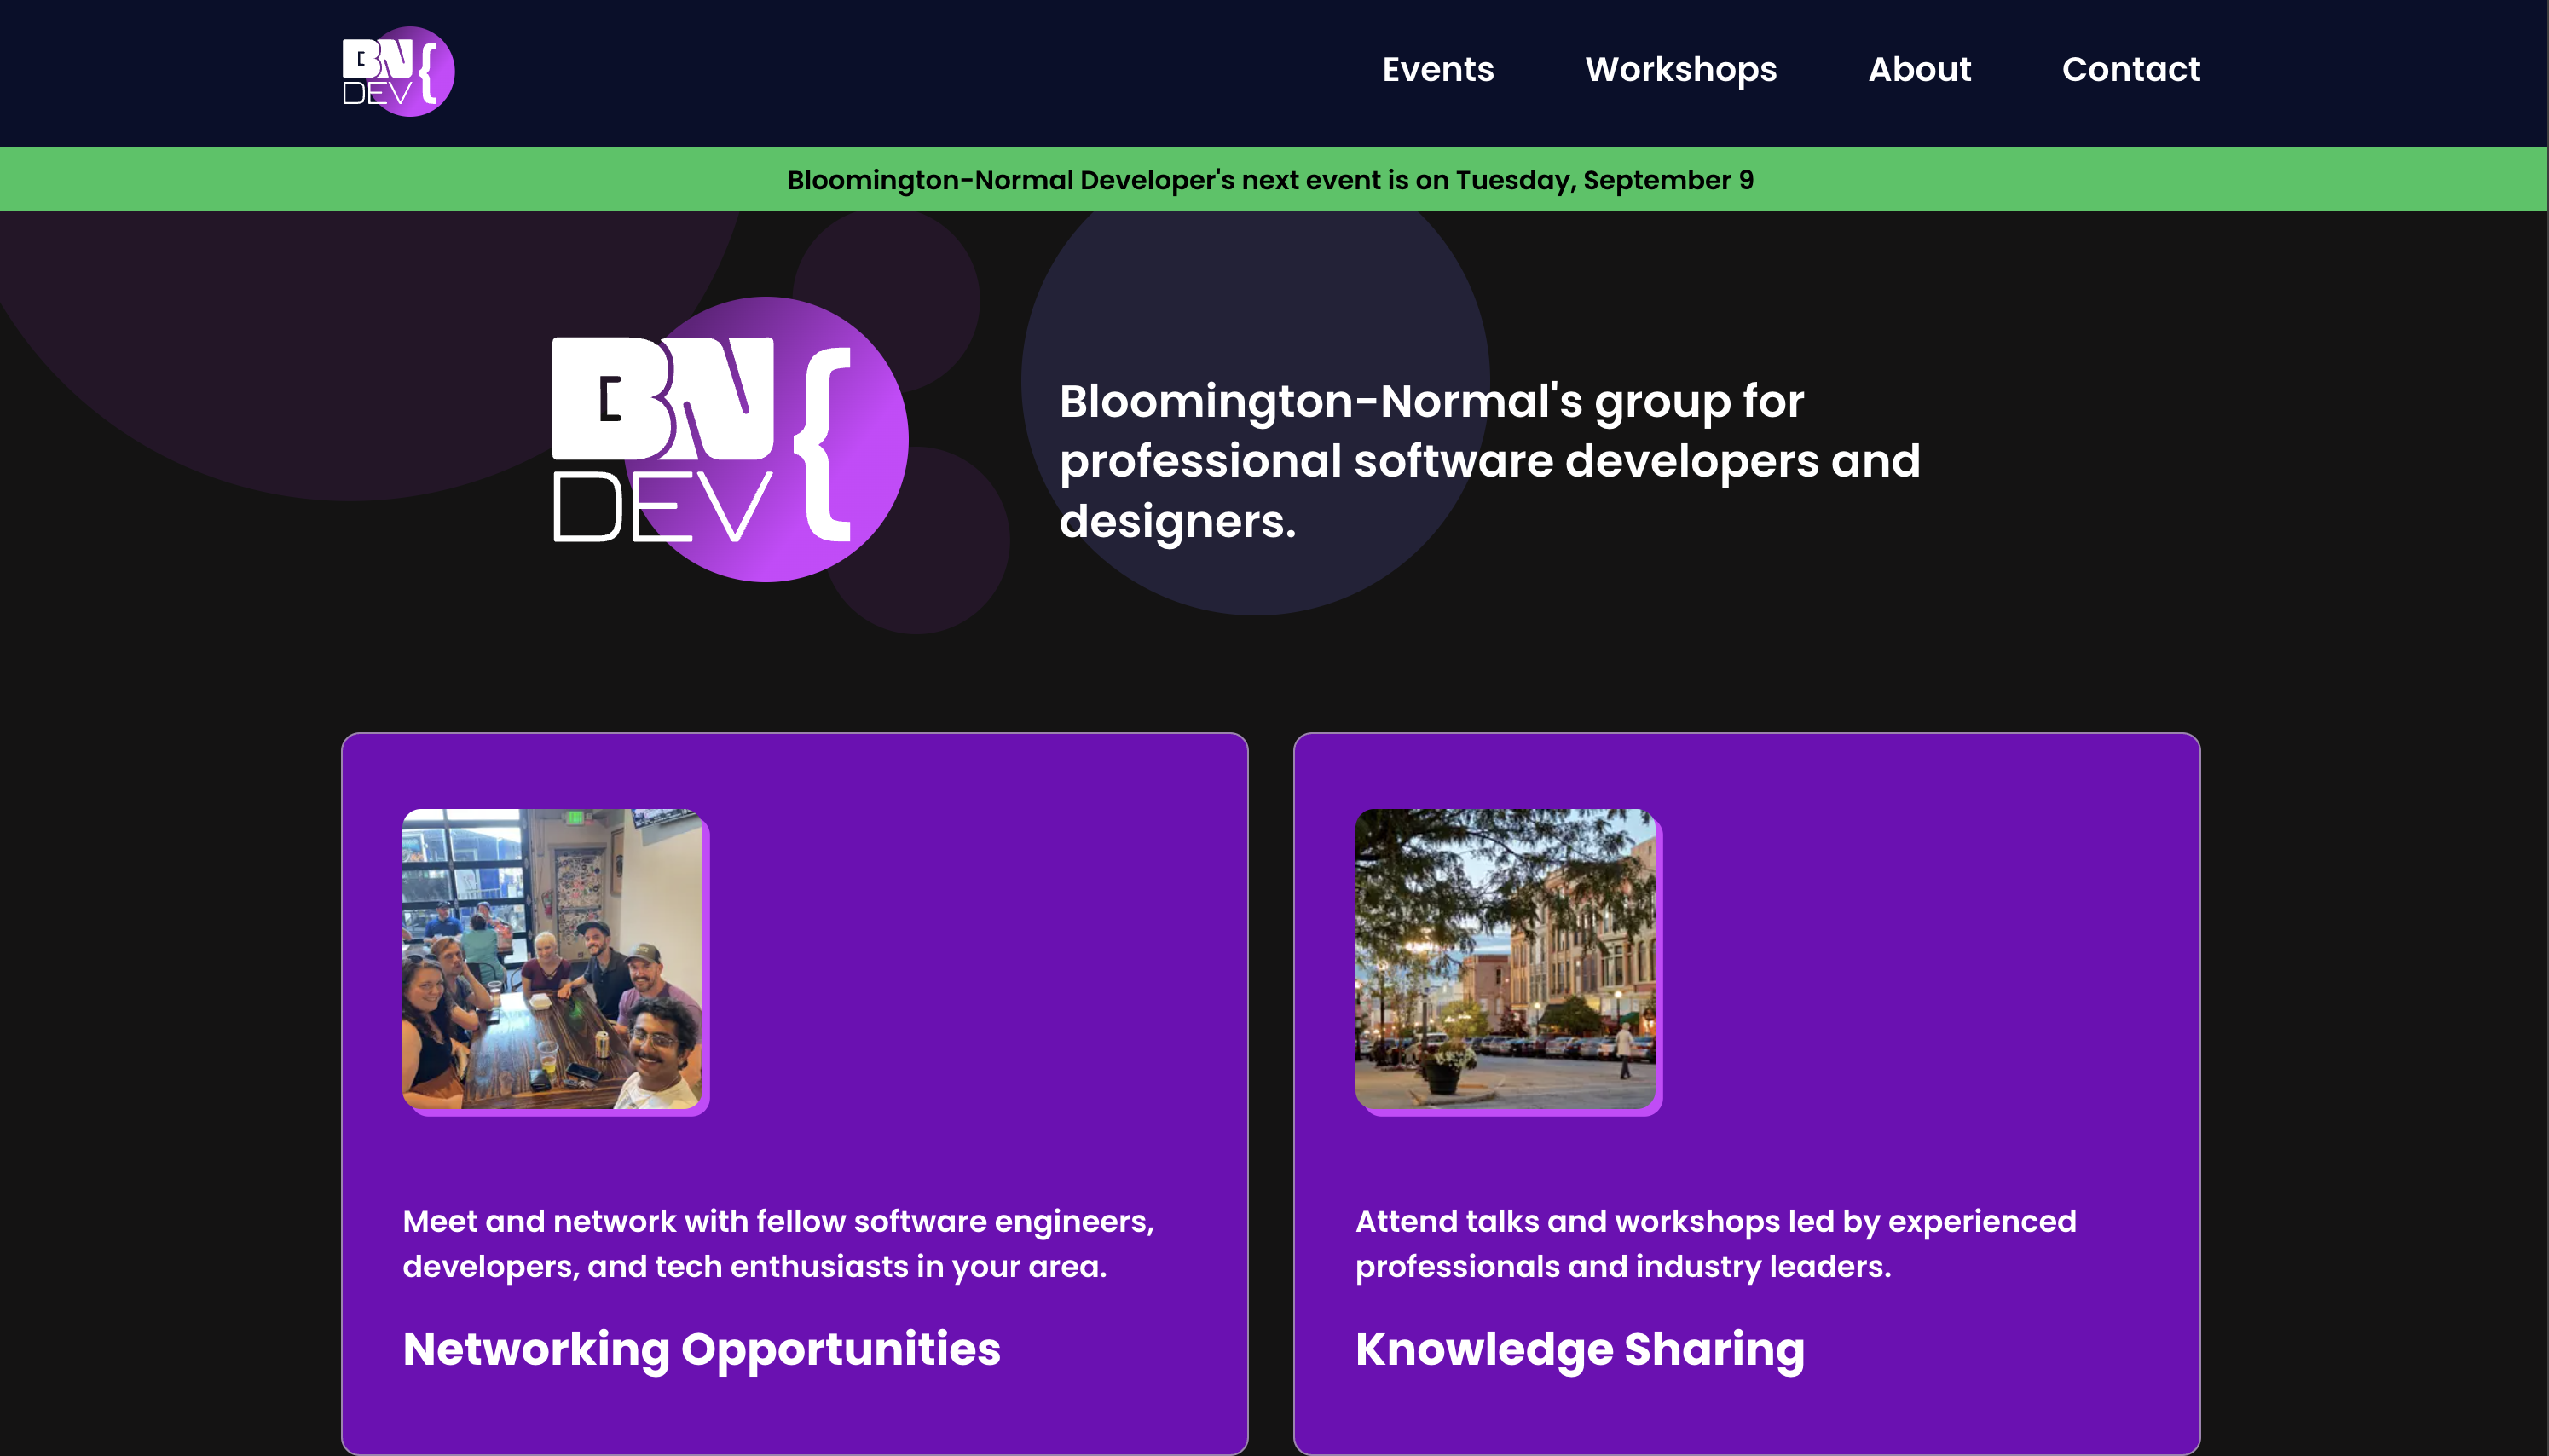 BN{
DEV
Events Workshops About Contact
Bloomington-Normal Developer's next event is on Tuesday, September 9
BN{
DEV
Bloomington-Normal's group for
professional software developers and
designers.
Meet and network with fellow software engineers,
developers, and tech enthusiasts in your area.
Networking Opportunities
Attend talks and workshops led by experienced
professionals and industry leaders.
Knowledge Sharing